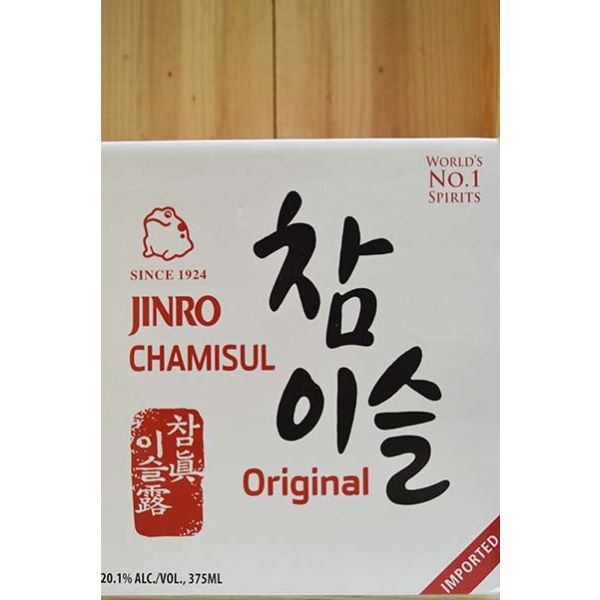 WORLD'S
NO.1
SPIRITS
SINCE 1924
JINRO
CHAMISUL
참
이슬
Original
참眞
이슬露
20.1% ALC./VOL., 375ML
IMPORTED